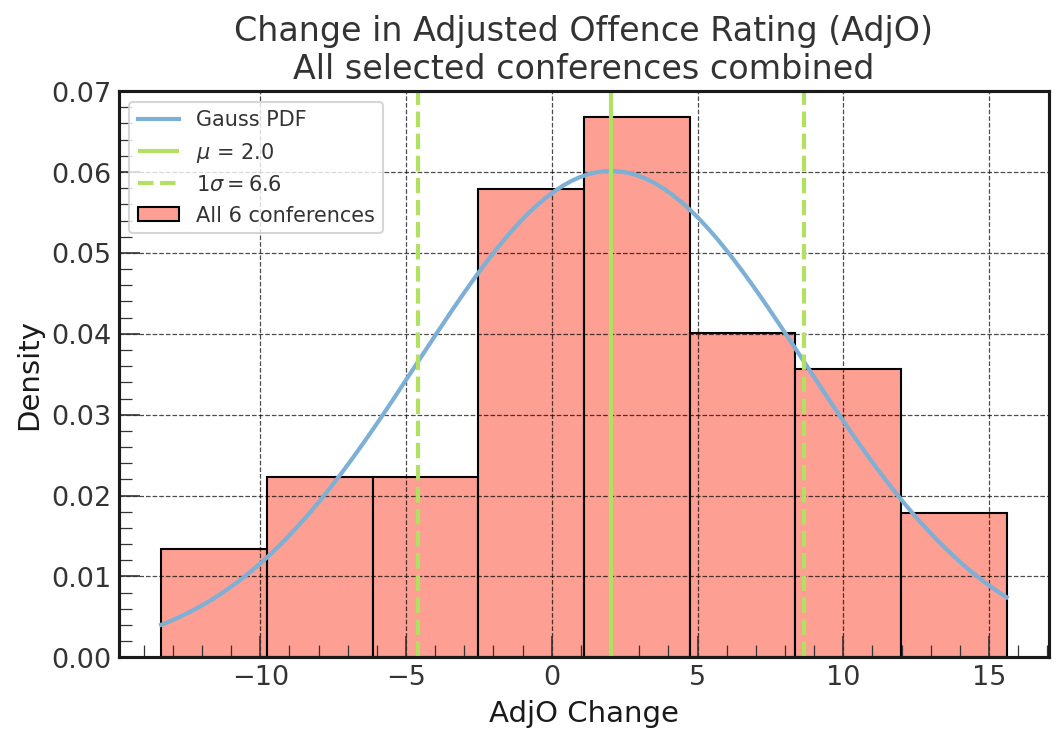 Change in Adjusted Offence Rating (AdjO)
All selected conferences combined
Gauss PDF
μ = 2.0
1σ = 6.6
All 6 conferences
0.07
0.06
0.05
0.04
0.03
0.02
0.01
0.00
Density
−10 −5 0 5 10 15
AdjO Change